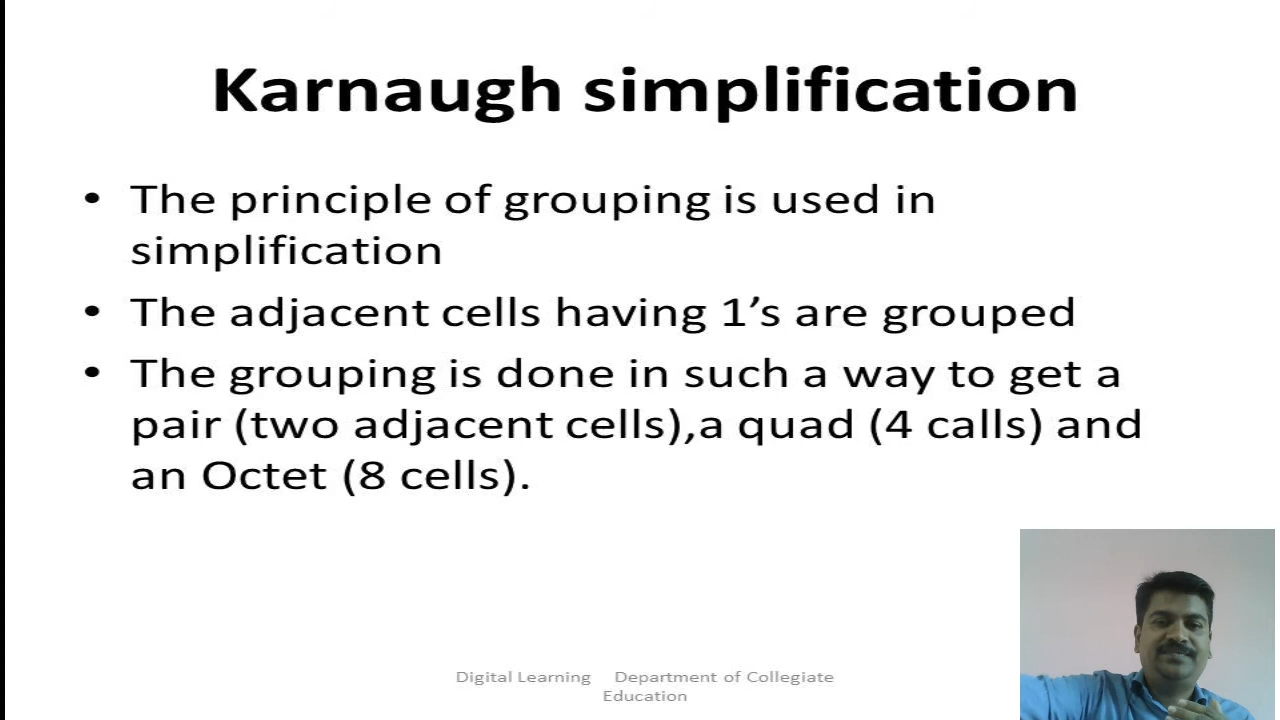 Karnaugh simplification
• The principle of grouping is used in
simplification
• The adjacent cells having 1’s are grouped
• The grouping is done in such a way to get a
pair (two adjacent cells),a quad (4 calls) and
an Octet (8 cells).
Digital Learning Department of Collegiate
Education